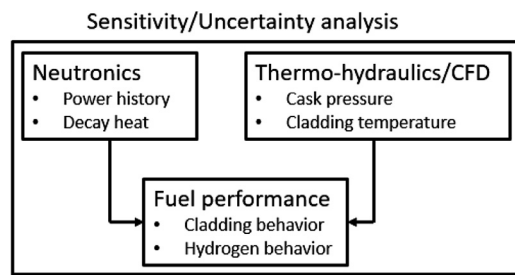 Sensitivity/Uncertainty analysis
Neutronics
• Power history
• Decay heat
Thermo-hydraulics/CFD
• Cask pressure
• Cladding temperature
Fuel performance
• Cladding behavior
• Hydrogen behavior